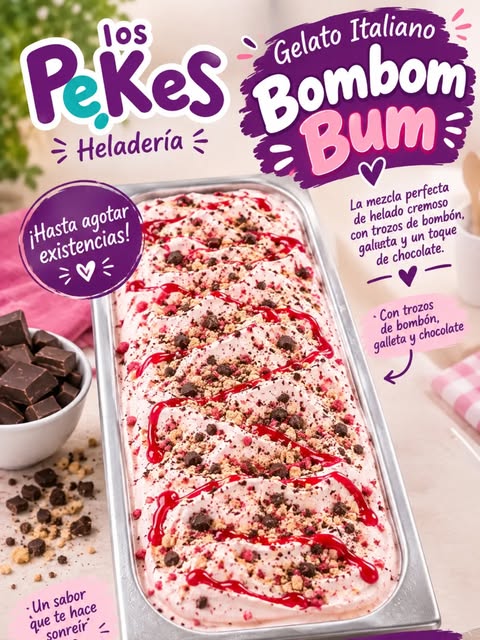 los
Pekes
Heladería
Gelato Italiano
Bombom
Bum
La mezcla perfecta
de helado cremoso
con trozos de bombón,
galleta y un toque
de chocolate.
¡Hasta agotar
existencias!
Con trozos
de bombón,
galleta y chocolate
Un sabor
que te hace
sonreír